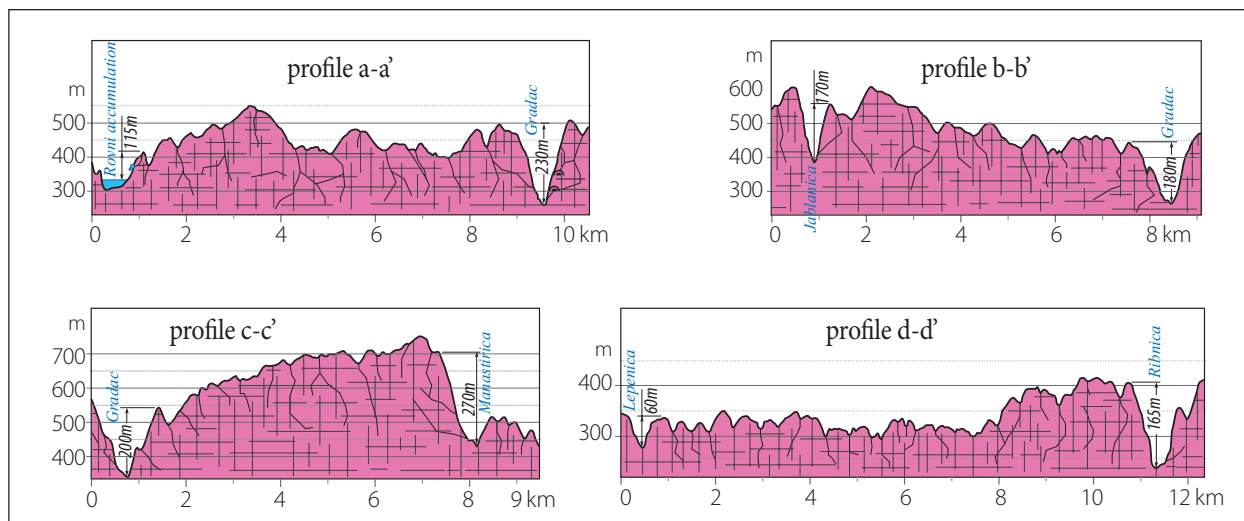 profile a-a'
m
500
400
300
Rovni accumulation
115m
Gradac
230m
0 2 4 6 8 10 km
profile b-b'
m
600
500
400
300
170m
Jablanica
Gradac
180m
0 2 4 6 8 km
profile c-c'
m
700
600
500
400
Gradac
200m
270m
Manastirica
0 2 4 6 8 9 km
profile d-d'
m
400
300
Lepenica
60m
Ribnica
165m
0 2 4 6 8 10 12 km